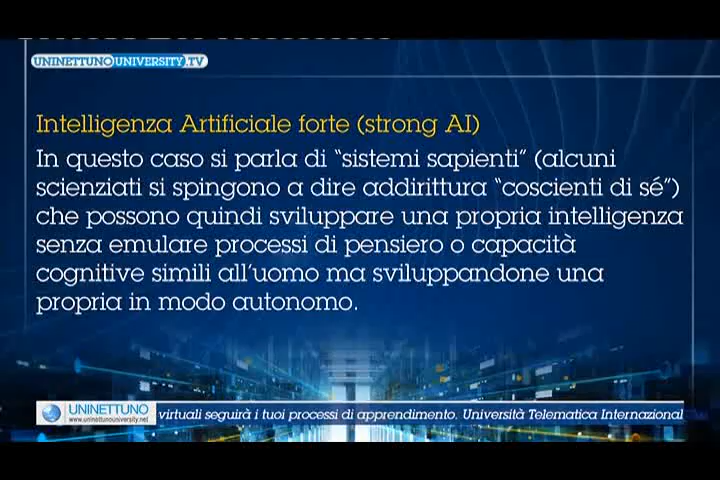 UNINETTUNOUNIVERSITY.TV
Intelligenza Artificiale forte (strong AI)
In questo caso si parla di "sistemi sapienti" (alcuni
scienziati si spingono a dire addirittura "coscienti di sé")
che possono quindi sviluppare una propria intelligenza
senza emulare processi di pensiero o capacità
cognitive simili all'uomo ma sviluppandone una
propria in modo autonomo.
UNINETTUNO
www.uninettunouniversity.net
virtuali seguirà i tuoi processi di apprendimento. Università Telematica Internazional